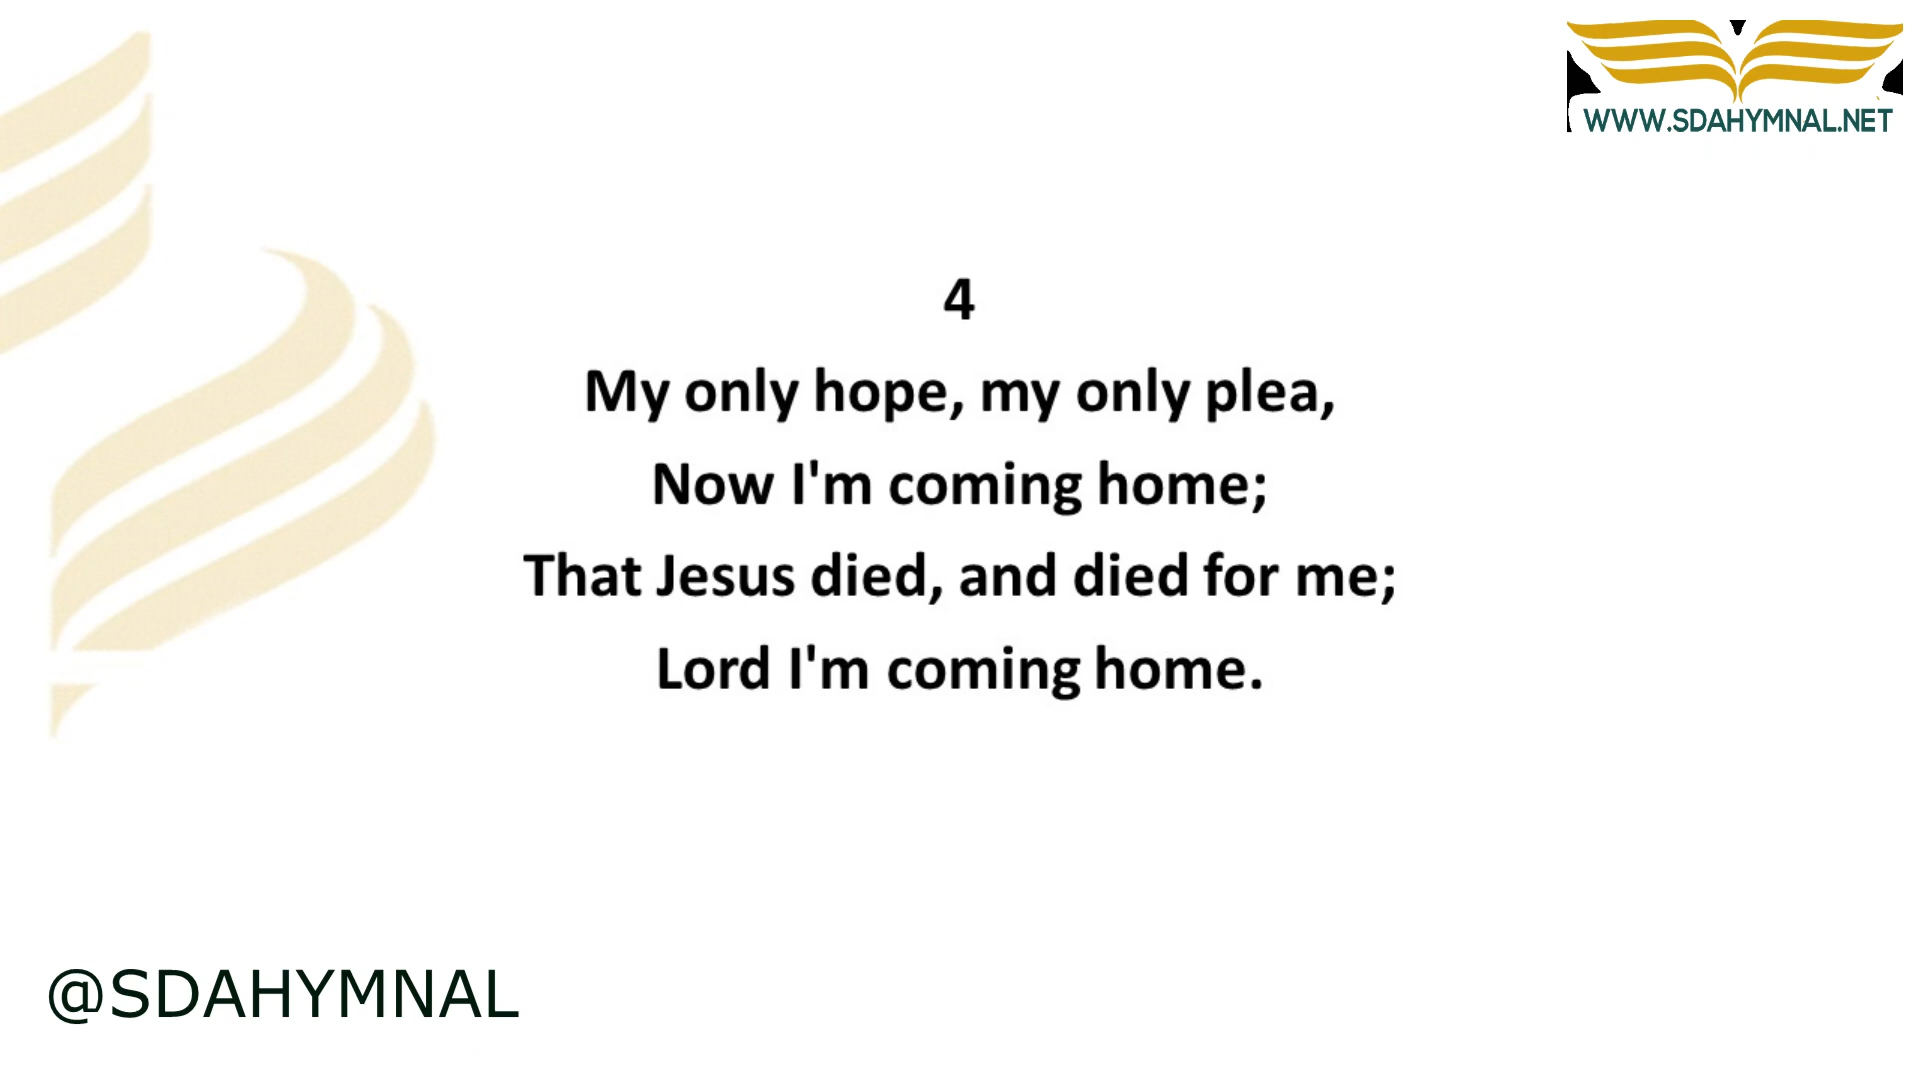 WWW.SDAHYMNAL.NET
4
My only hope, my only plea,
Now I'm coming home;
That Jesus died, and died for me;
Lord I'm coming home.
@SDAHYMNAL